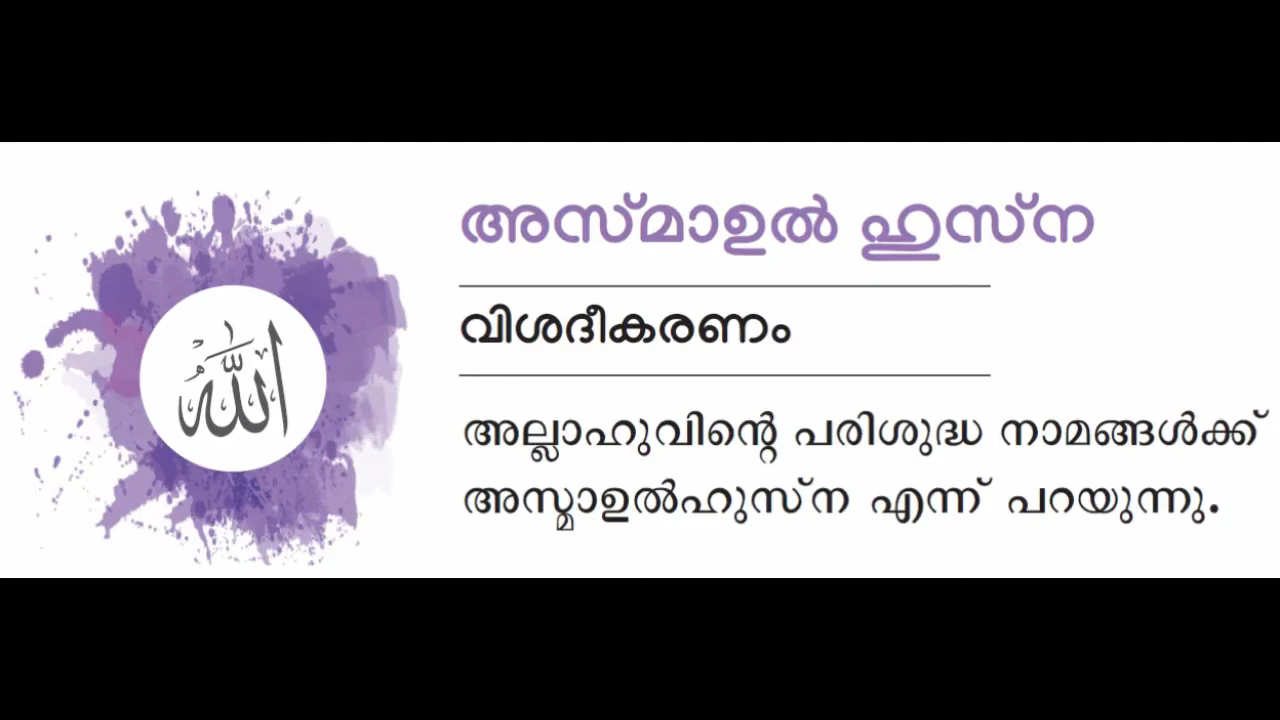 الله
അസ്‌മാഉൽ ഹുസ്‌ന
വിശദീകരണം
അല്ലാഹുവിന്റെ പരിശുദ്ധ നാമങ്ങൾക്ക്
അസ്മാഉൽഹുസ്‌ന എന്ന് പറയുന്നു.